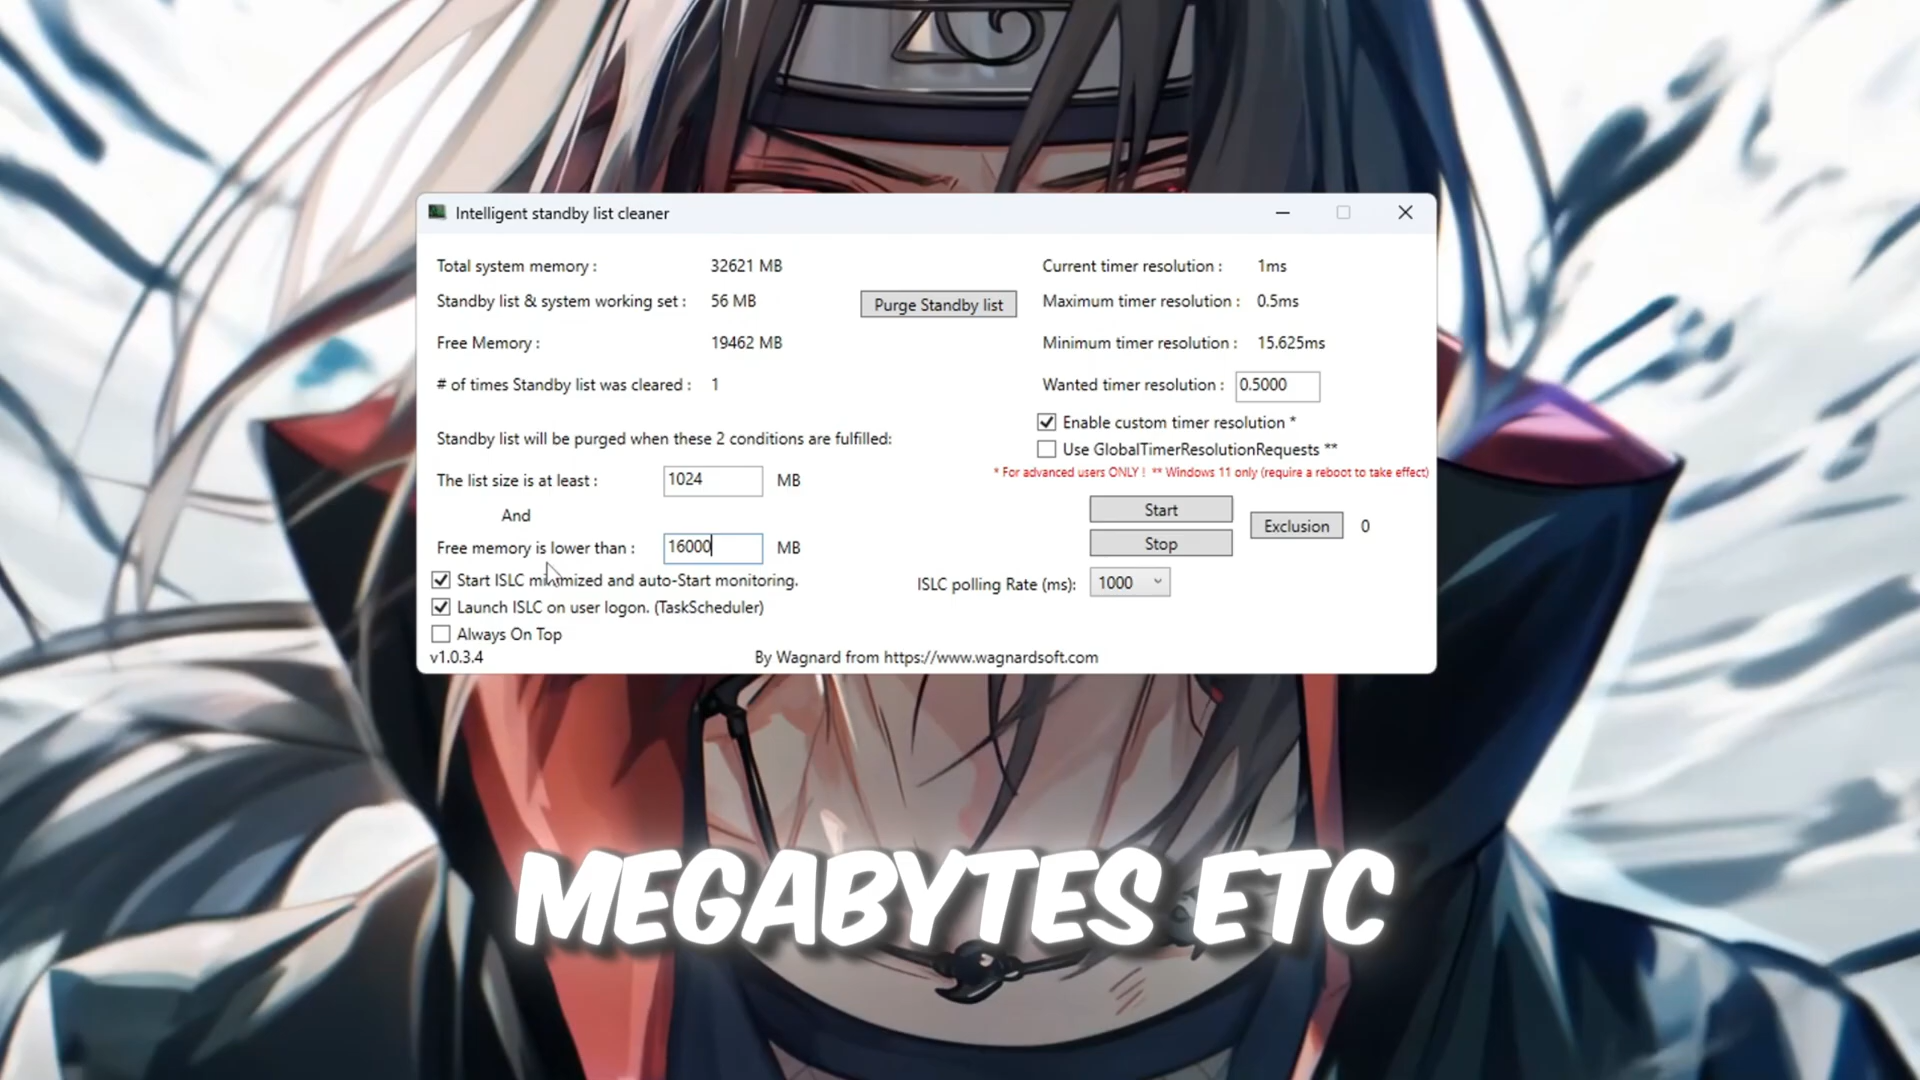 Intelligent standby list cleaner
Total system memory : 32621 MB
Standby list & system working set : 56 MB
Purge Standby list
Free Memory : 19462 MB
# of times Standby list was cleared : 1
Standby list will be purged when these 2 conditions are fulfilled:
The list size is at least : 1024 MB
And
Free memory is lower than : 16000 MB
Start ISLC minimized and auto-Start monitoring.
Launch ISLC on user logon. (TaskScheduler)
Always On Top
v1.0.3.4
Current timer resolution : 1ms
Maximum timer resolution : 0.5ms
Minimum timer resolution : 15.625ms
Wanted timer resolution : 0.5000
Enable custom timer resolution *
Use GlobalTimerResolutionRequests **
* For advanced users ONLY ! ** Windows 11 only (require a reboot to take effect)
Start
Stop
Exclusion 0
ISLC polling Rate (ms): 1000
By Wagnard from https://www.wagnardsoft.com
MEGABYTES ETC